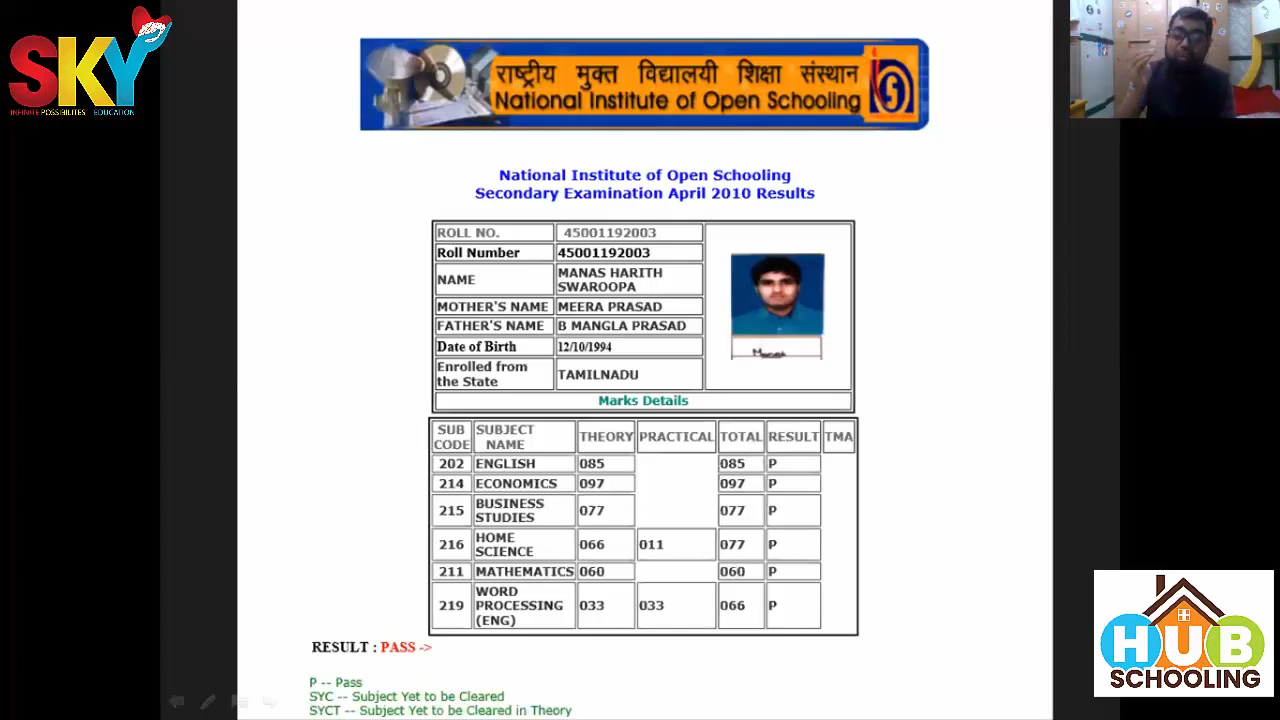 SKY
INFINITE POSSIBILITES EDUCATION
राष्ट्रीय मुक्त विद्यालयी शिक्षा संस्थान
National Institute of Open Schooling
National Institute of Open Schooling
Secondary Examination April 2010 Results
ROLL NO. 45001192003
Roll Number 45001192003
NAME MANAS HARITH SWAROOPA
MOTHER'S NAME MEERA PRASAD
FATHER'S NAME B MANGLA PRASAD
Date of Birth 12/10/1994
Enrolled from the State TAMILNADU
Manas
Marks Details
SUB CODE SUBJECT NAME THEORY PRACTICAL TOTAL RESULT TMA
202 ENGLISH 085 085 P
214 ECONOMICS 097 097 P
215 BUSINESS STUDIES 077 077 P
216 HOME SCIENCE 066 011 077 P
211 MATHEMATICS 060 060 P
219 WORD PROCESSING (ENG) 033 033 066 P
RESULT : PASS ->
P -- Pass
SYC -- Subject Yet to be Cleared
SYCT -- Subject Yet to be Cleared in Theory
HUB
SCHOOLING